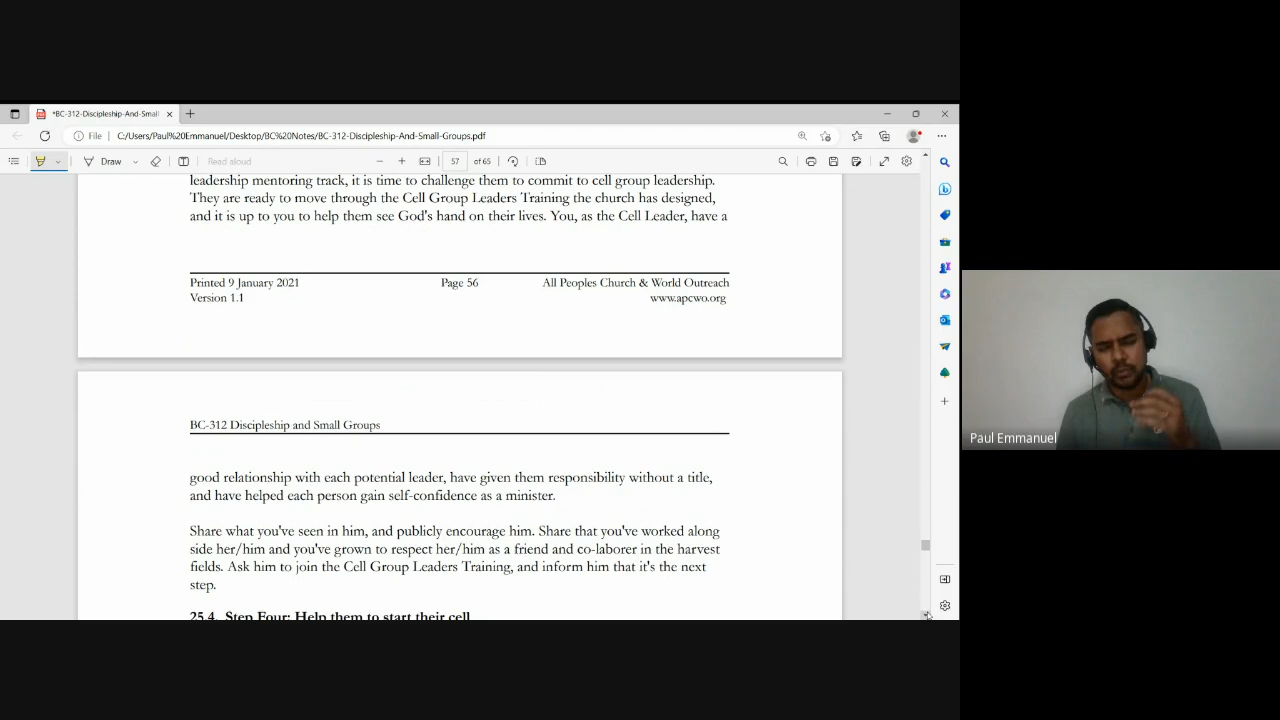 *BC-312-Discipleship-And-Small
File
C:/Users/Paul%20Emmanuel/Desktop/BC%20Notes/BC-312-Discipleship-And-Small-Groups.pdf
Draw
Read aloud
57 of 65
leadership mentoring track, it is time to challenge them to commit to cell group leadership.
They are ready to move through the Cell Group Leaders Training the church has designed,
and it is up to you to help them see God's hand on their lives. You, as the Cell Leader, have a
Printed 9 January 2021 Page 56 All Peoples Church & World Outreach
Version 1.1 www.apcwo.org
BC-312 Discipleship and Small Groups
good relationship with each potential leader, have given them responsibility without a title,
and have helped each person gain self-confidence as a minister.
Share what you've seen in him, and publicly encourage him. Share that you've worked along
side her/him and you've grown to respect her/him as a friend and co-laborer in the harvest
fields. Ask him to join the Cell Group Leaders Training, and inform him that it's the next
step.
25.4. Step Four: Help them to start their cell
Paul Emmanuel